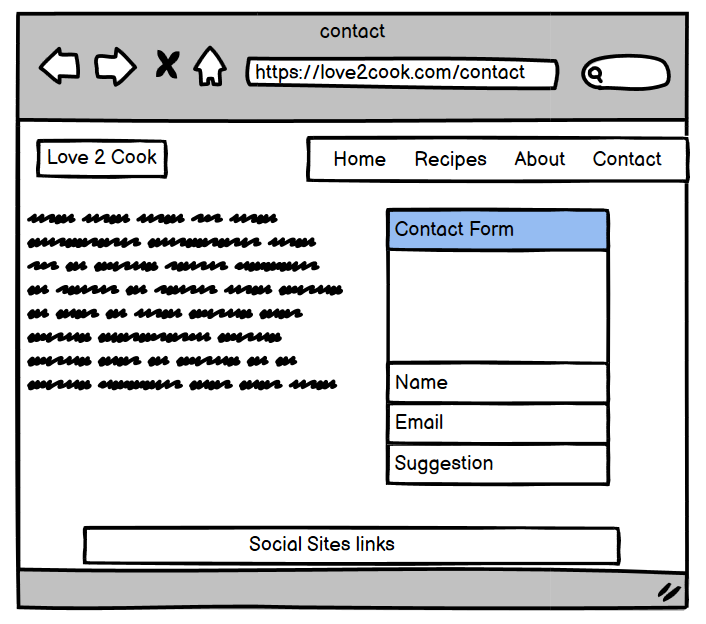 contact
https://love2cook.com/contact
Love 2 Cook
Home Recipes About Contact
Contact Form
Name
Email
Suggestion
Social Sites links